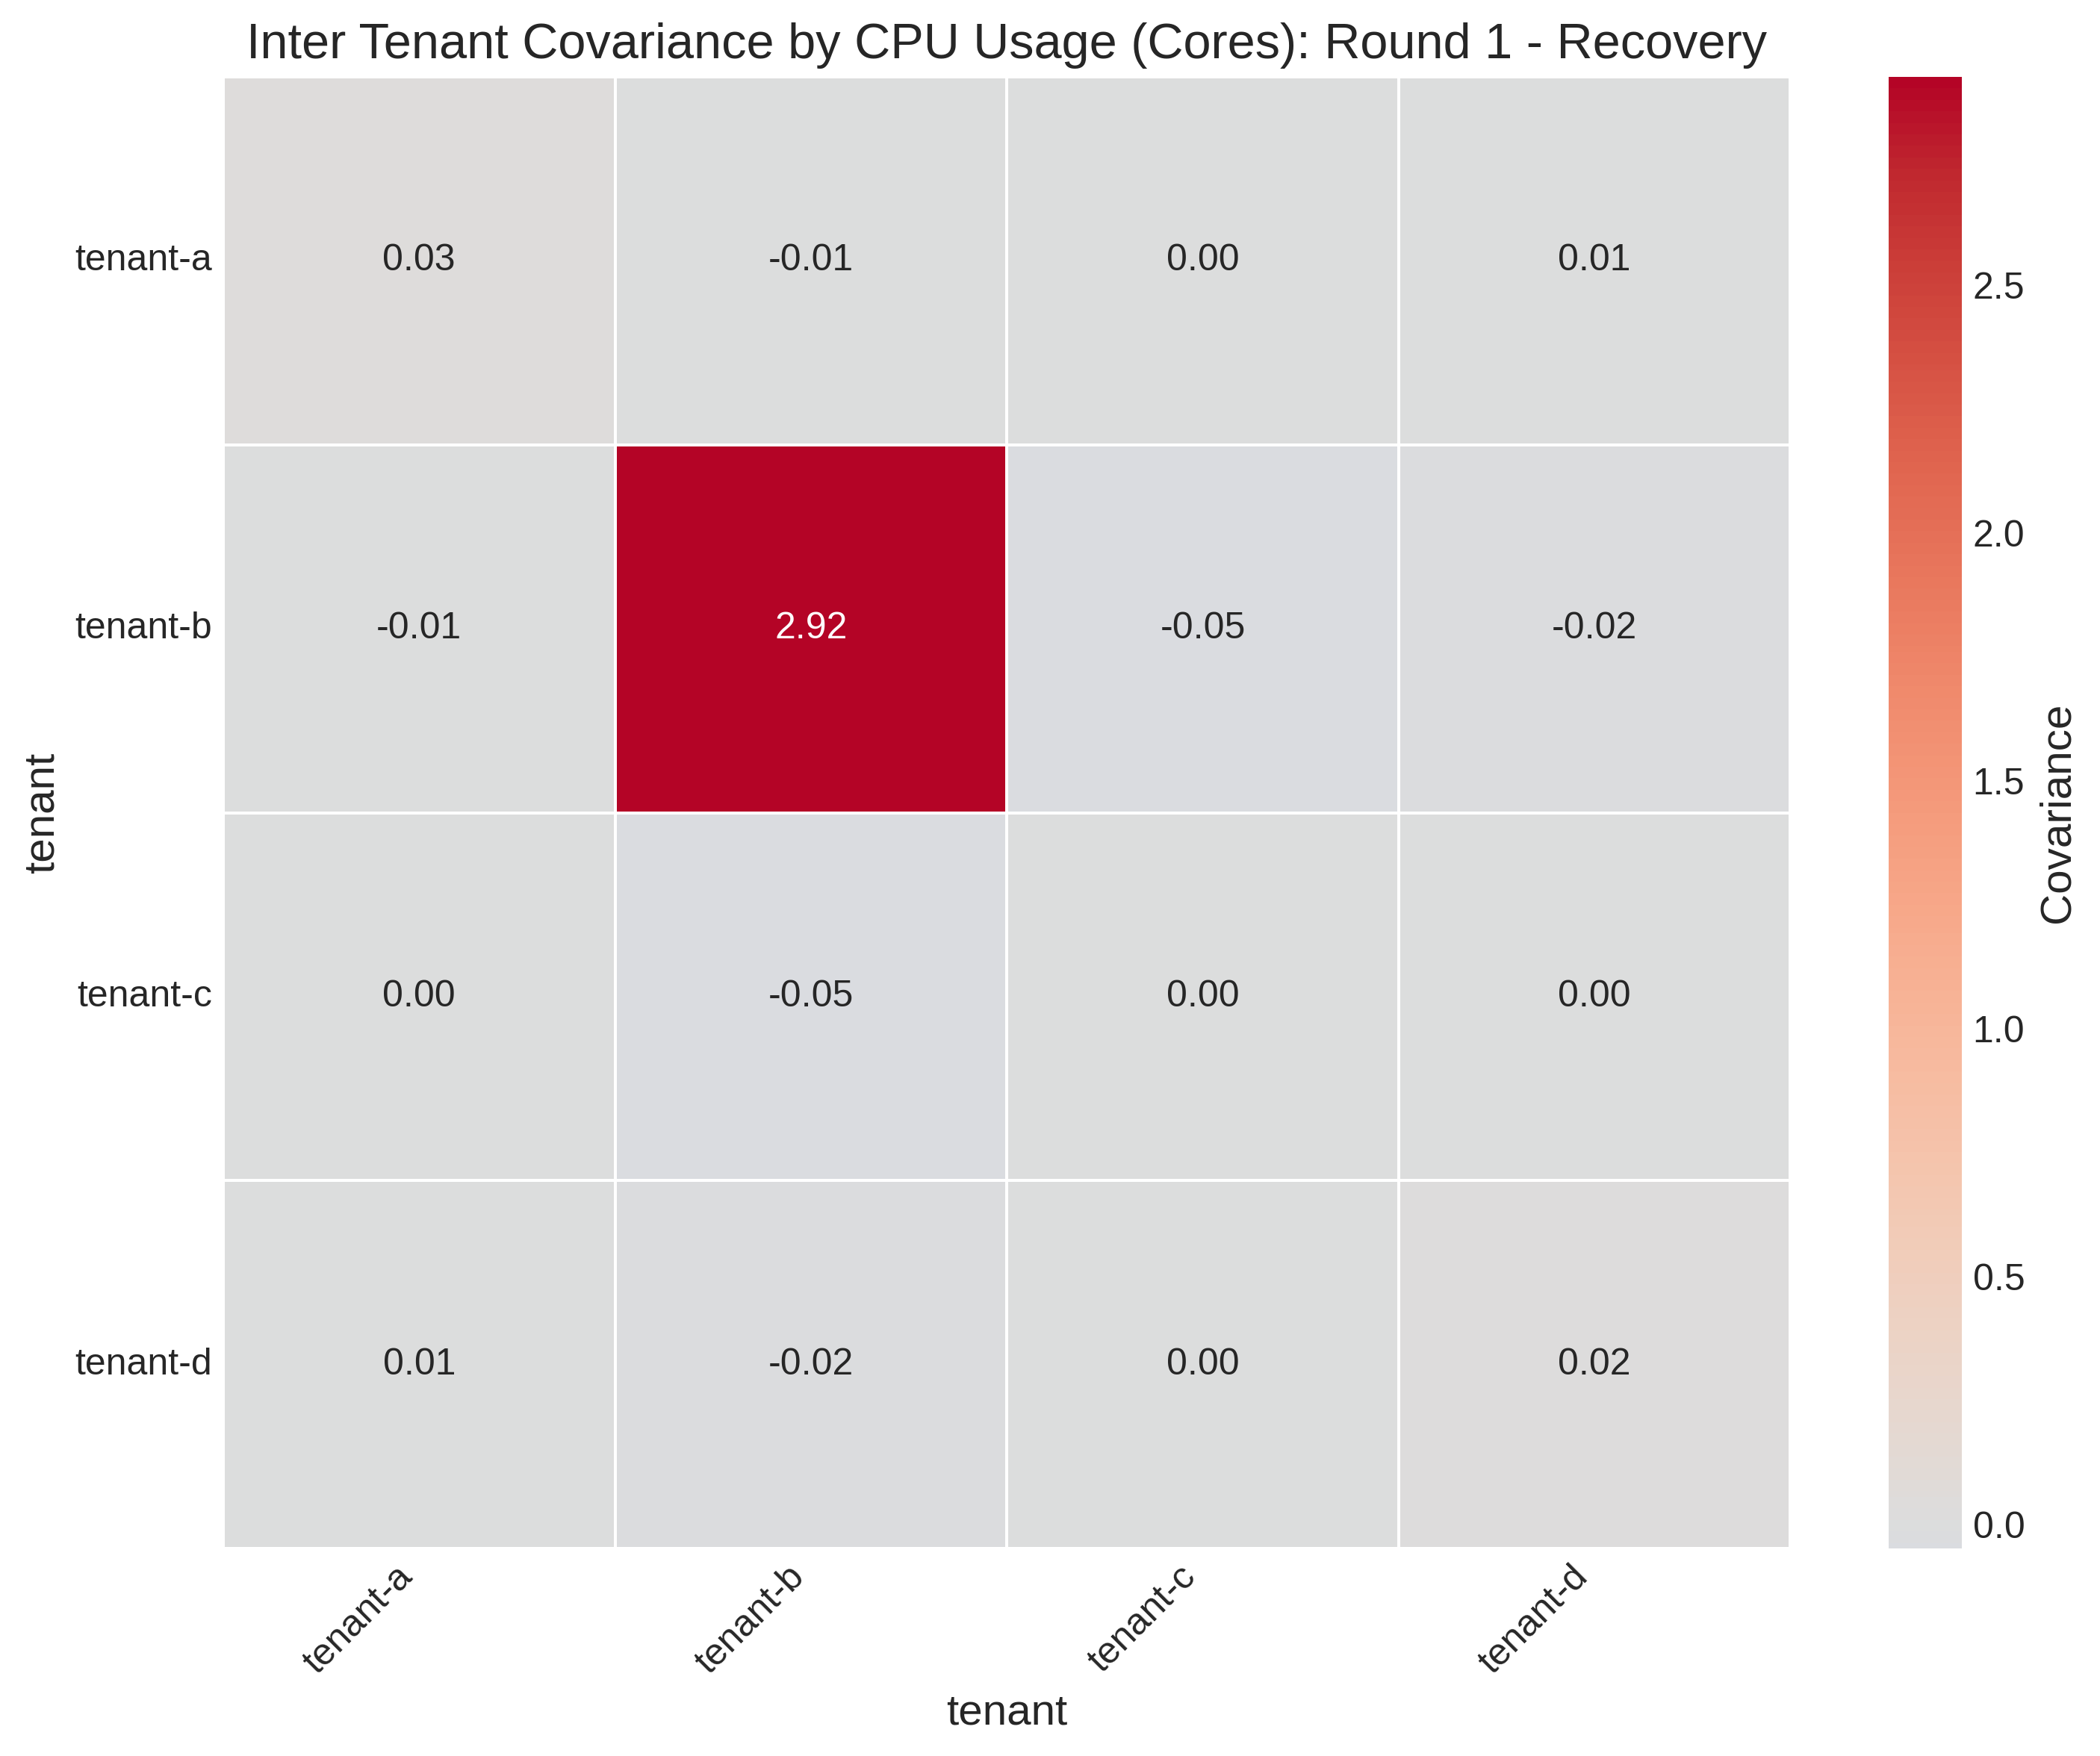 Inter Tenant Covariance by CPU Usage (Cores): Round 1 - Recovery
tenant-a 0.03 -0.01 0.00 0.01
tenant-b -0.01 2.92 -0.05 -0.02
tenant-c 0.00 -0.05 0.00 0.00
tenant-d 0.01 -0.02 0.00 0.02
tenant
tenant-a tenant-b tenant-c tenant-d
tenant
2.5
2.0
1.5
1.0
0.5
0.0
Covariance